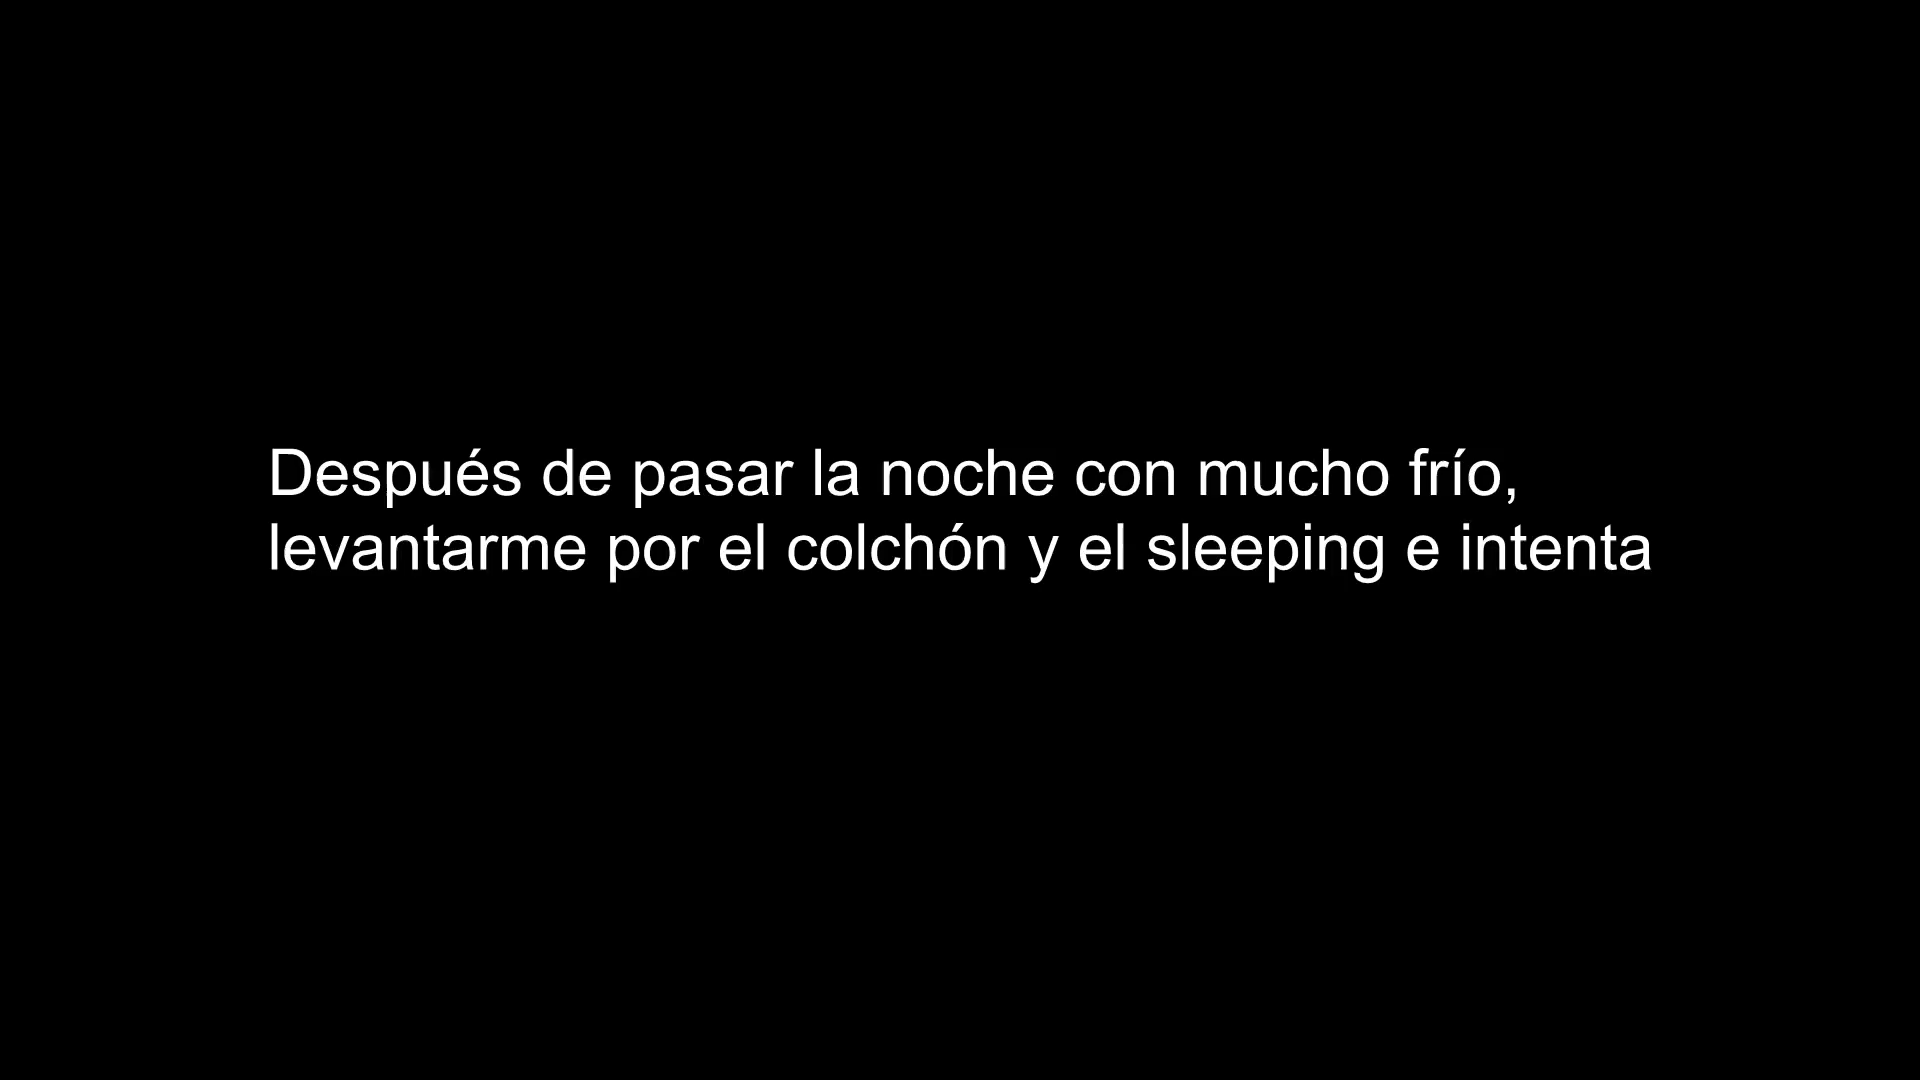 Después de pasar la noche con mucho frío,
levantarme por el colchón y el sleeping e intenta